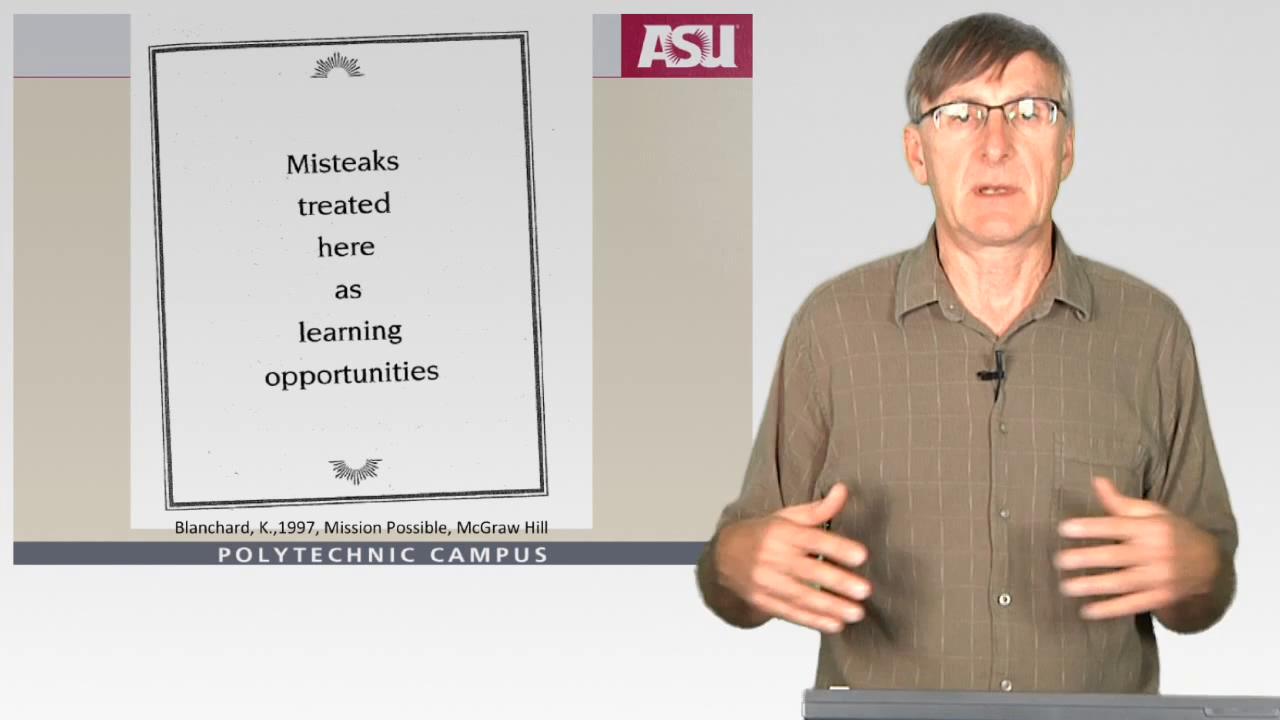 ASU
Misteaks
treated
here
as
learning
opportunities
Blanchard, K.,1997, Mission Possible, McGraw Hill
POLYTECHNIC CAMPUS